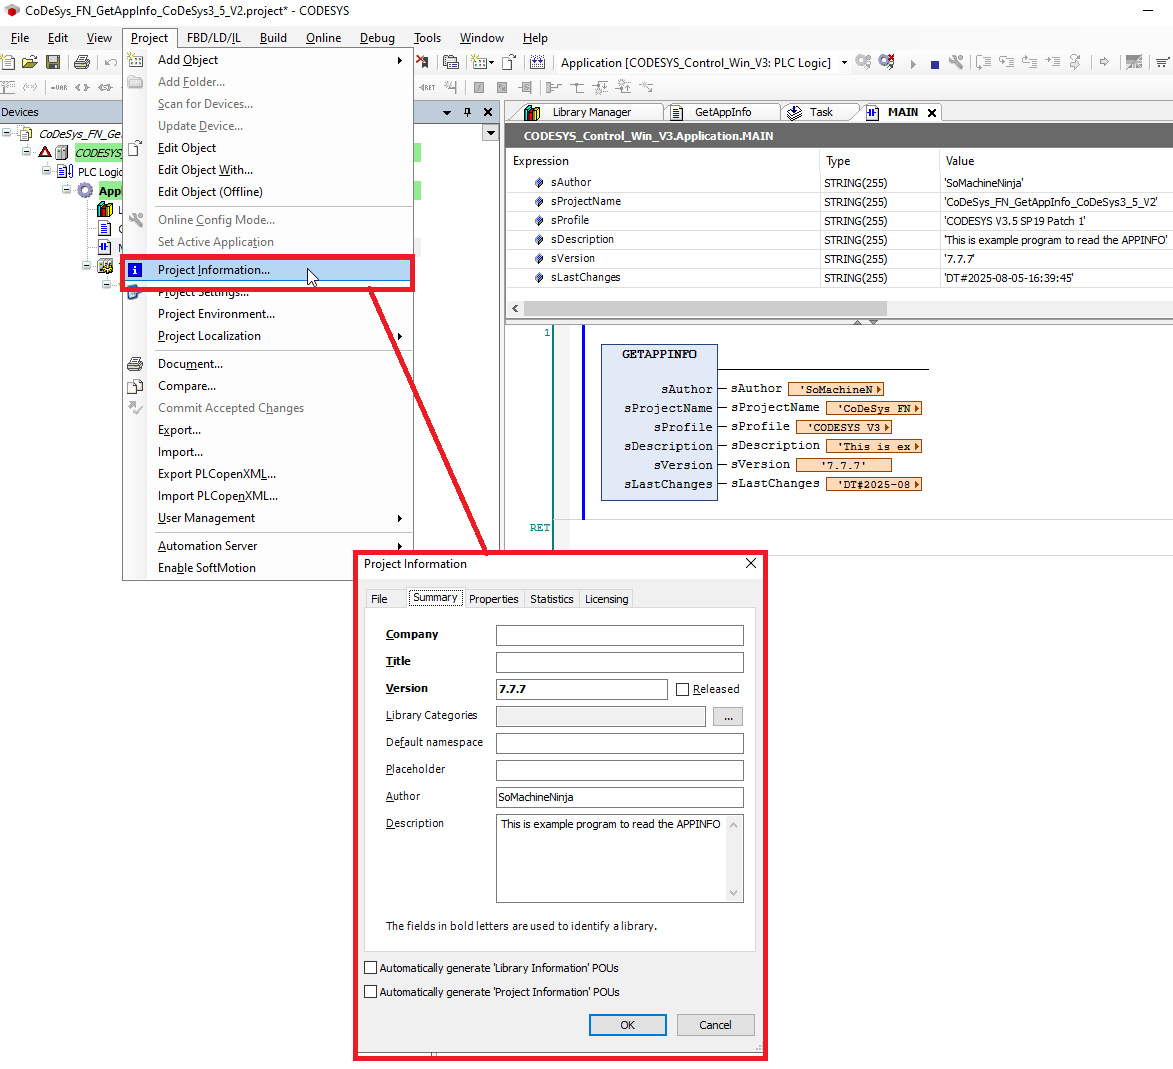 CoDeSys_FN_GetAppInfo_CoDeSys3_5_V2.project* - CODESYS
File Edit View Project FBD/LD/IL Build Online Debug Tools Window Help
Application [CODESYS_Control_Win_V3: PLC Logic]
Devices
CoDeSys_FN_Ge
CODESYS_
PLC Logic
App
Add Object
Add Folder...
Scan for Devices...
Update Device...
Edit Object
Edit Object With...
Edit Object (Offline)
Online Config Mode...
Set Active Application
Project Information...
Project Settings...
Project Environment...
Project Localization
Document...
Compare...
Commit Accepted Changes
Export...
Import...
Export PLCopenXML...
Import PLCopenXML...
User Management
Automation Server
Enable SoftMotion
Library Manager GetAppInfo Task MAIN
CODESYS_Control_Win_V3.Application.MAIN
Expression Type Value
sAuthor STRING(255) 'SoMachineNinja'
sProjectName STRING(255) 'CoDeSys_FN_GetAppInfo_CoDeSys3_5_V2'
sProfile STRING(255) 'CODESYS V3.5 SP19 Patch 1'
sDescription STRING(255) 'This is example program to read the APPINFO'
sVersion STRING(255) '7.7.7'
sLastChanges STRING(255) 'DT#2025-08-05-16:39:45'
1
GETAPPINFO
sAuthor sAuthor 'SoMachineN
sProjectName sProjectName 'CoDeSys_FN
sProfile sProfile 'CODESYS V3
sDescription sDescription 'This is ex
sVersion sVersion '7.7.7'
sLastChanges sLastChanges 'DT#2025-08
RET
Project Information
File Summary Properties Statistics Licensing
Company
Title
Version 7.7.7 Released
Library Categories ...
Default namespace
Placeholder
Author SoMachineNinja
Description This is example program to read the APPINFO
The fields in bold letters are used to identify a library.
Automatically generate 'Library Information' POUs
Automatically generate 'Project Information' POUs
OK Cancel